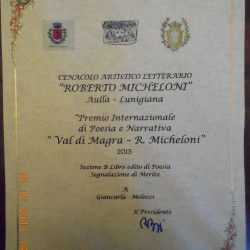 CENACOLO ARTISTICO LETTERARIO
"ROBERTO MICHELONI"
Aulla - Lunigiana
"Premio Internazionale
di Poesia e Narrativa
" Val di Magra - R. Micheloni"
2013
Sezione B Libro edito di Poesia
Segnalazione di Merito
A
Giancarla Melecci
Il Presidente